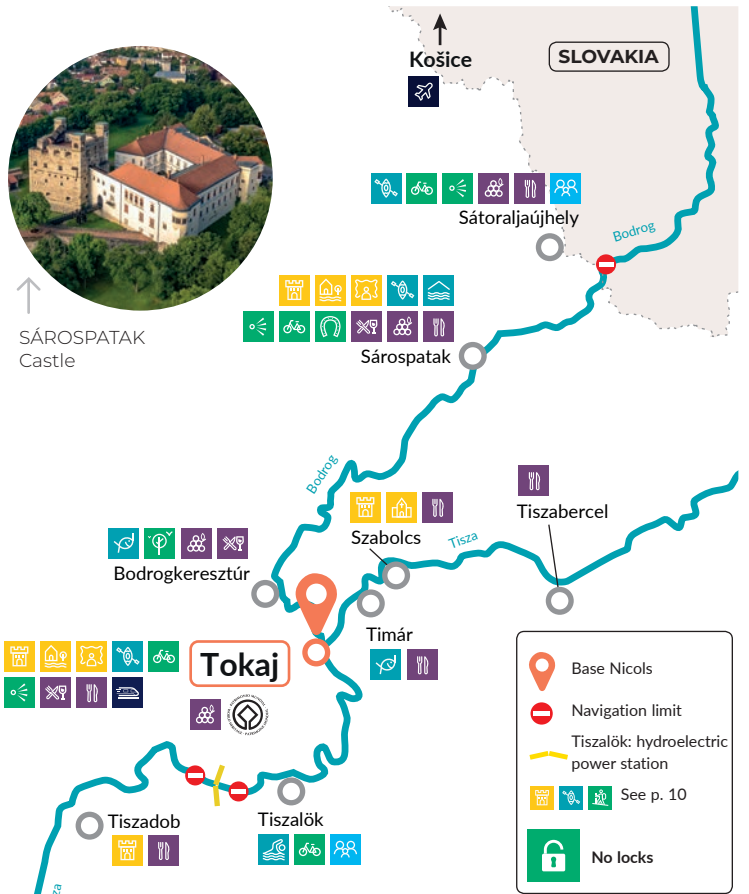 Košice
SLOVAKIA
Sátoraljaújhely
Bodrog
SÁROSPATAK
Castle
Sárospatak
Bodrog
Tiszabercel
Szabolcs
Tisza
Bodrogkeresztúr
Timár
Tokaj
Base Nicols
Navigation limit
Tiszalök: hydroelectric
power station
See p. 10
No locks
Tiszadob
Tiszalök